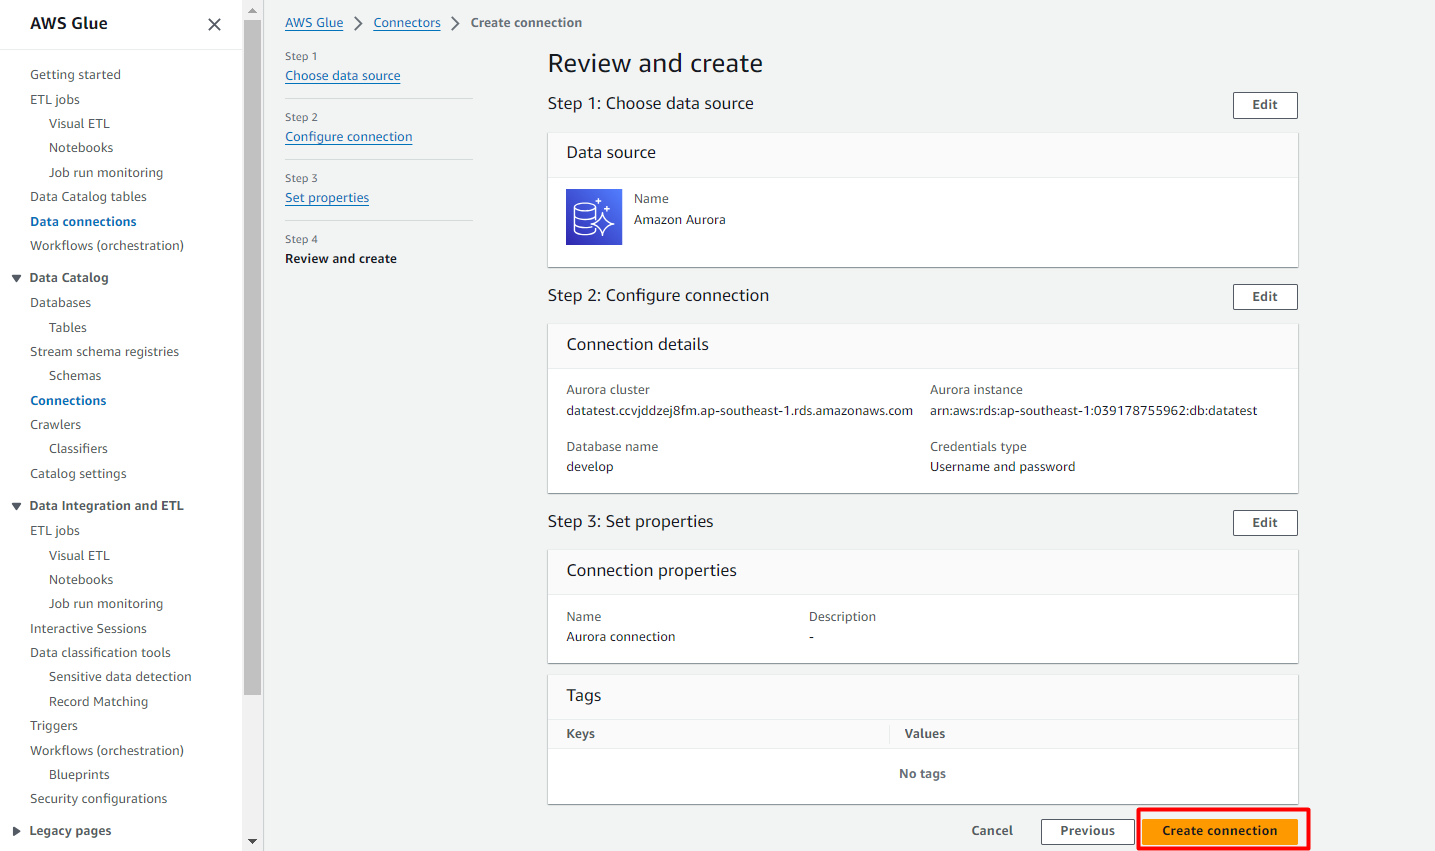 AWS Glue
Getting started
ETL jobs
Visual ETL
Notebooks
Job run monitoring
Data Catalog tables
Data connections
Workflows (orchestration)
Data Catalog
Databases
Tables
Stream schema registries
Schemas
Connections
Crawlers
Classifiers
Catalog settings
Data Integration and ETL
ETL jobs
Visual ETL
Notebooks
Job run monitoring
Interactive Sessions
Data classification tools
Sensitive data detection
Record Matching
Triggers
Workflows (orchestration)
Blueprints
Security configurations
Legacy pages
AWS Glue Connectors Create connection
Step 1
Choose data source
Step 2
Configure connection
Step 3
Set properties
Step 4
Review and create
Review and create
Step 1: Choose data source
Edit
Data source
Name
Amazon Aurora
Step 2: Configure connection
Edit
Connection details
Aurora cluster
datatest.ccvjddzej8fm.ap-southeast-1.rds.amazonaws.com
Aurora instance
arn:aws:rds:ap-southeast-1:039178755962:db:datatest
Database name
develop
Credentials type
Username and password
Step 3: Set properties
Edit
Connection properties
Name
Aurora connection
Description
-
Tags
Keys
Values
No tags
Cancel
Previous
Create connection